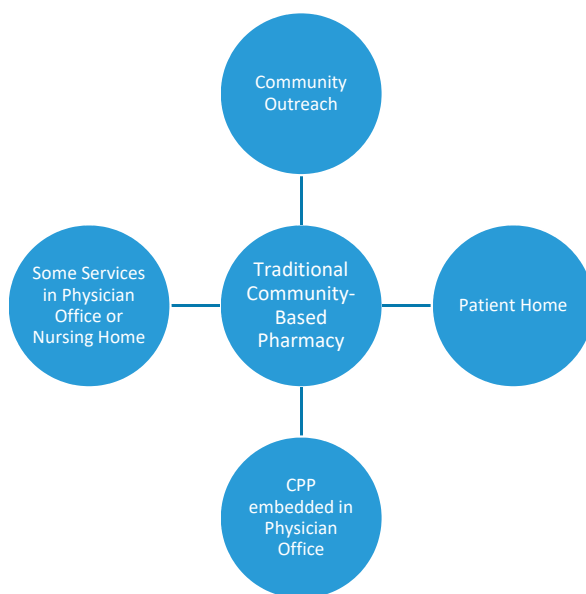 Community
Outreach
Some Services
in Physician
Office or
Nursing Home
Traditional
Community-
Based
Pharmacy
Patient Home
CPP
embedded in
Physician
Office